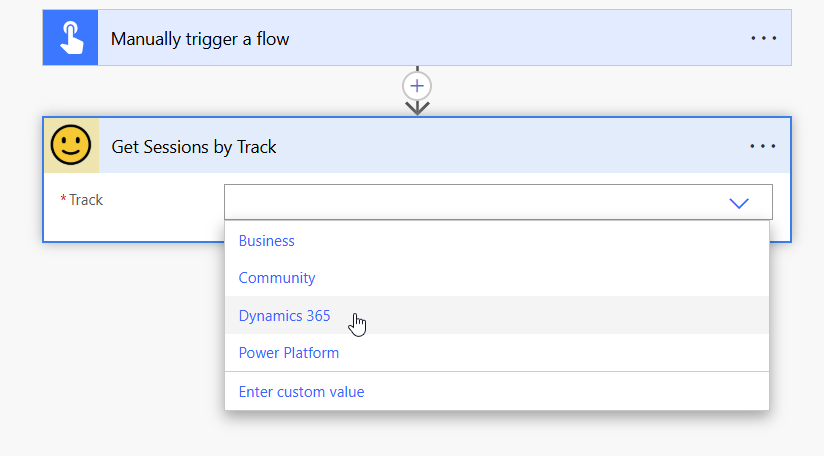 Manually trigger a flow
Get Sessions by Track
* Track
Business
Community
Dynamics 365
Power Platform
Enter custom value